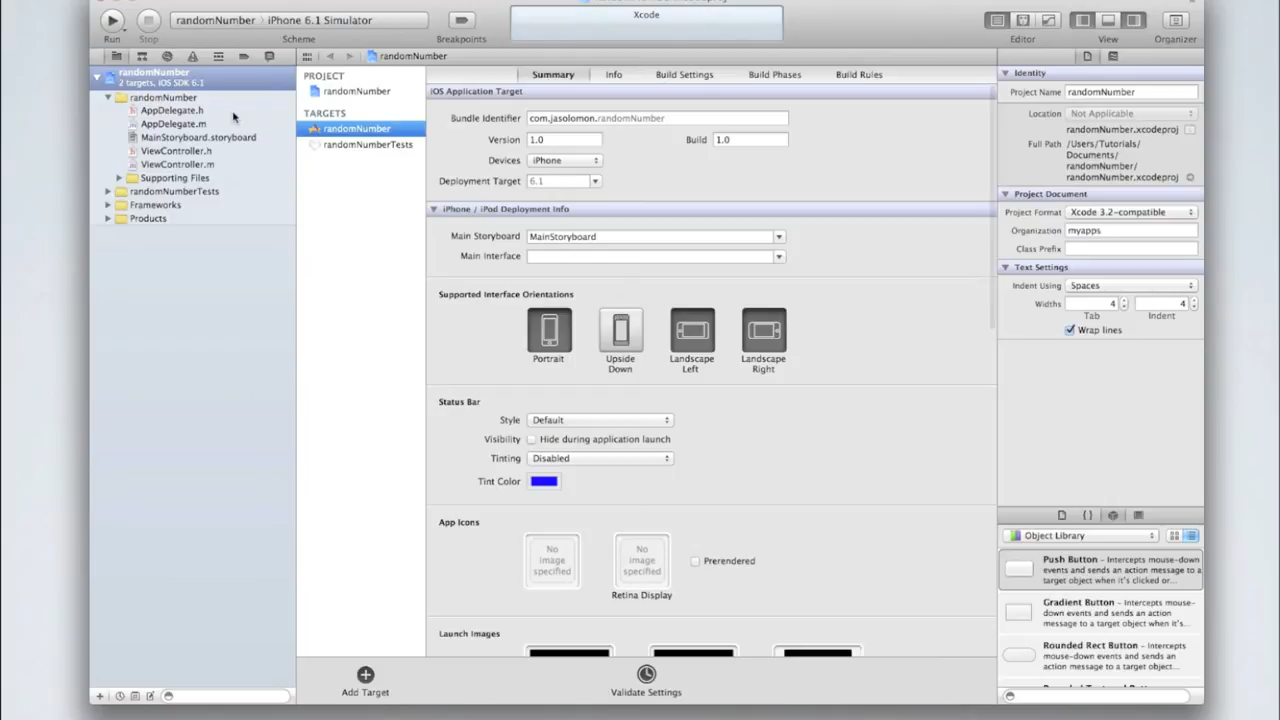 Xcode
randomNumber
iPhone 6.1 Simulator
Run
Stop
Scheme
Breakpoints
Editor
View
Organizer
randomNumber
2 targets, iOS SDK 6.1
randomNumber
AppDelegate.h
AppDelegate.m
MainStoryboard.storyboard
ViewController.h
ViewController.m
Supporting Files
randomNumberTests
Frameworks
Products
randomNumber
PROJECT
randomNumber
TARGETS
randomNumber
randomNumberTests
Summary
Info
Build Settings
Build Phases
Build Rules
iOS Application Target
Bundle Identifier com.jasolomon.randomNumber
Version 1.0
Build 1.0
Devices iPhone
Deployment Target 6.1
iPhone / iPod Deployment Info
Main Storyboard MainStoryboard
Main Interface
Supported Interface Orientations
Portrait
Upside
Down
Landscape
Left
Landscape
Right
Status Bar
Style Default
Visibility Hide during application launch
Tinting Disabled
Tint Color
App Icons
No
image
specified
No
image
specified
Retina Display
Prerendered
Launch Images
Add Target
Validate Settings
Identity
Project Name randomNumber
Location Not Applicable
randomNumber.xcodeproj
Full Path /Users/Tutorials/
Documents/
randomNumber/
randomNumber.xcodeproj
Project Document
Project Format Xcode 3.2-compatible
Organization myapps
Class Prefix
Text Settings
Indent Using Spaces
Widths 4 4
Tab Indent
Wrap lines
{ }
Object Library
Push Button - Intercepts mouse-down
events and sends an action message to a
target object when it's clicked or...
Gradient Button - Intercepts mouse-
down events and sends an action
message to a target object when it's...
Rounded Rect Button - Intercepts
mouse-down events and sends an
action message to a target object...